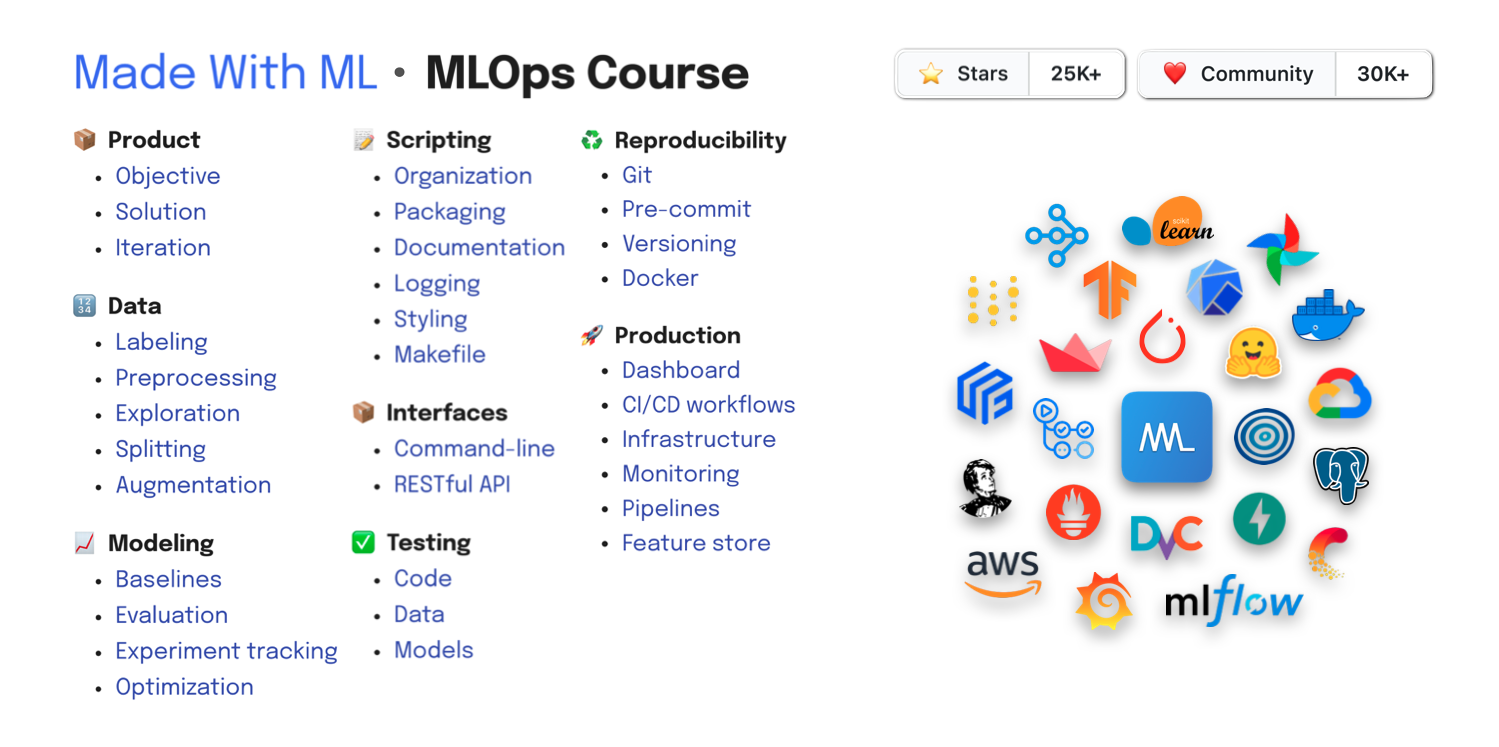 Made With ML · MLOps Course
⭐ Stars 25K+
❤️ Community 30K+
📦 Product
• Objective
• Solution
• Iteration
🔢 Data
• Labeling
• Preprocessing
• Exploration
• Splitting
• Augmentation
📈 Modeling
• Baselines
• Evaluation
• Experiment tracking
• Optimization
📝 Scripting
• Organization
• Packaging
• Documentation
• Logging
• Styling
• Makefile
📦 Interfaces
• Command-line
• RESTful API
✅ Testing
• Code
• Data
• Models
♻️ Reproducibility
• Git
• Pre-commit
• Versioning
• Docker
🚀 Production
• Dashboard
• CI/CD workflows
• Infrastructure
• Monitoring
• Pipelines
• Feature store
scikit
learn
ML
DVC
aws
mlflow